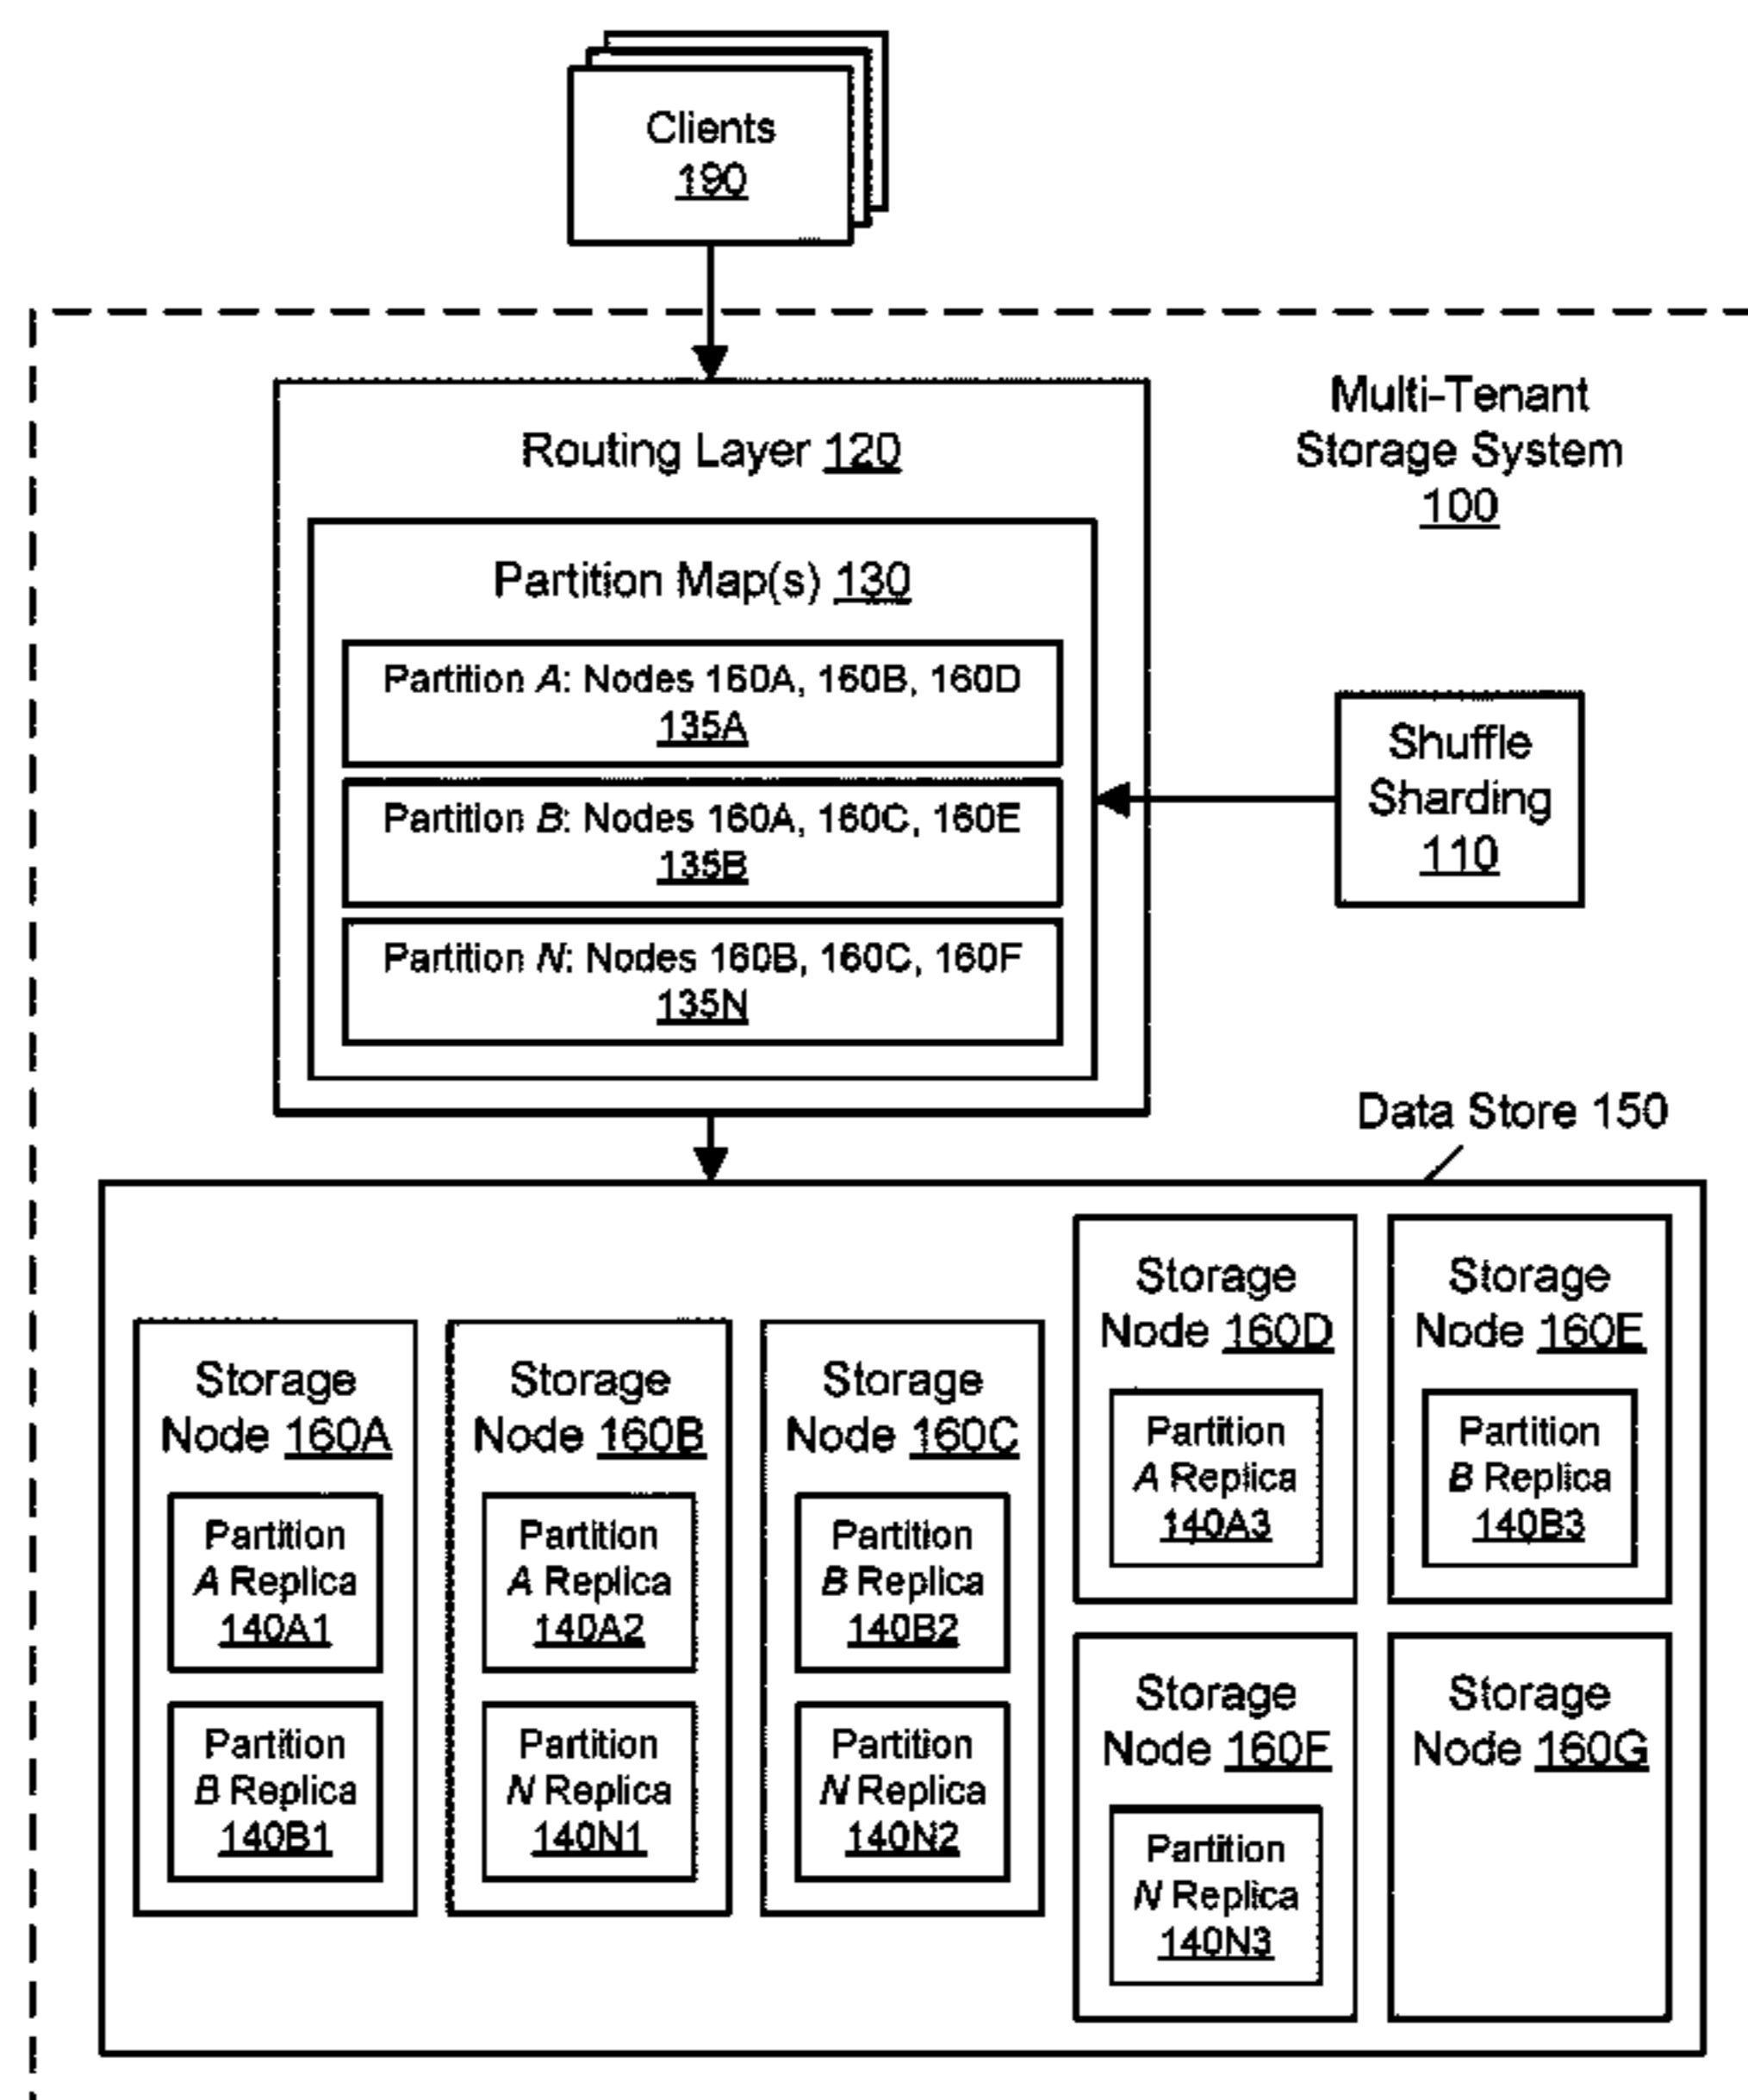 Clients
190
Multi-Tenant
Storage System
100
Routing Layer 120
Partition Map(s) 130
Partition A: Nodes 160A, 160B, 160D
135A
Partition B: Nodes 160A, 160C, 160E
135B
Partition N: Nodes 160B, 160C, 160F
135N
Shuffle
Sharding
110
Data Store 150
Storage
Node 160A
Partition
A Replica
140A1
Partition
B Replica
140B1
Storage
Node 160B
Partition
A Replica
140A2
Partition
N Replica
140N1
Storage
Node 160C
Partition
B Replica
140B2
Partition
N Replica
140N2
Storage
Node 160D
Partition
A Replica
140A3
Storage
Node 160E
Partition
B Replica
140B3
Storage
Node 160F
Partition
N Replica
140N3
Storage
Node 160G